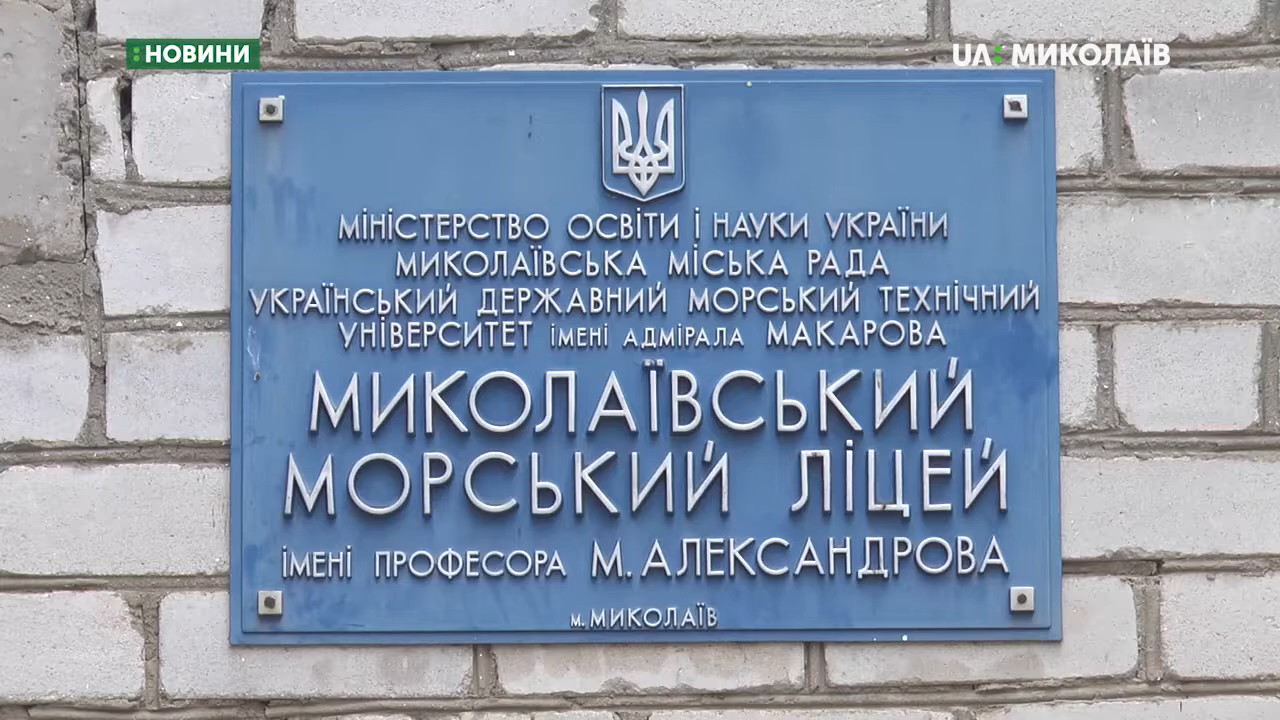 НОВИНИ
UA: МИКОЛАЇВ
МІНІСТЕРСТВО ОСВІТИ І НАУКИ УКРАЇНИ
МИКОЛАЇВСЬКА МІСЬКА РАДА
УКРАЇНСЬКИЙ ДЕРЖАВНИЙ МОРСЬКИЙ ТЕХНІЧНИЙ
УНІВЕРСИТЕТ ІМЕНІ АДМІРАЛА МАКАРОВА
МИКОЛАЇВСЬКИЙ
МОРСЬКИЙ ЛІЦЕЙ
ІМЕНІ ПРОФЕСОРА М. АЛЕКСАНДРОВА
м. МИКОЛАЇВ